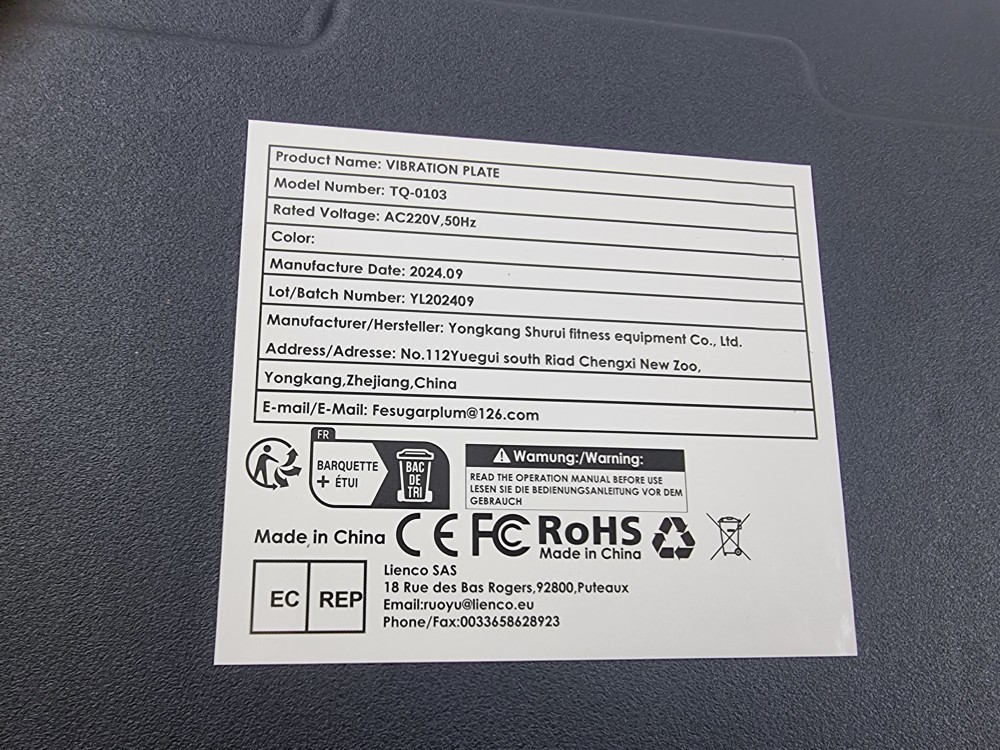 Product Name: VIBRATION PLATE
Model Number: TQ-0103
Rated Voltage: AC220V,50Hz
Color:
Manufacture Date: 2024.09
Lot/Batch Number: YL202409
Manufacturer/Hersteller: Yongkang Shurui fitness equipment Co., Ltd.
Address/Adresse: No.112Yuegui south Riad Chengxi New Zoo,
Yongkang,Zhejiang,China
E-mail/E-Mail: Fesugarplum@126.com
FR
BARQUETTE
+ ÉTUI
BAC
DE
TRI
Wamung:/Warning:
READ THE OPERATION MANUAL BEFORE USE
LESEN SIE DIE BEDIENUNGSANLEITUNG VOR DEM
GEBRAUCH
Made in China
CE FC RoHS
Made in China
EC REP
Lienco SAS
18 Rue des Bas Rogers,92800,Puteaux
Email:ruoyu@lienco.eu
Phone/Fax:0033658628923